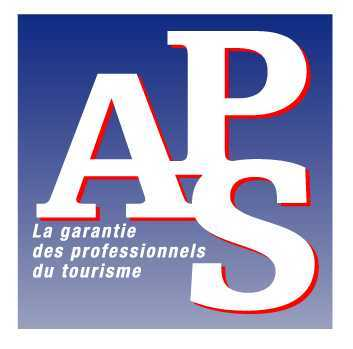 APS
La garantie
des professionnels
du tourisme